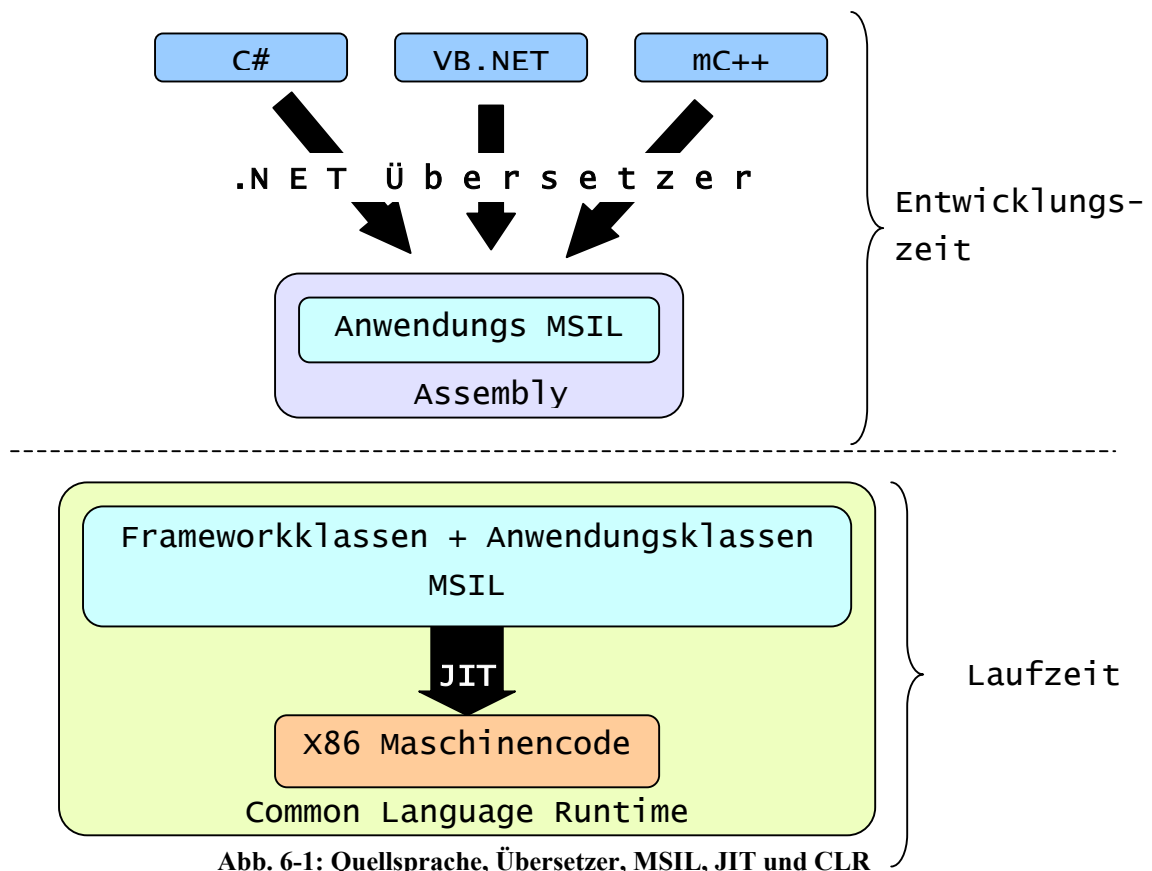 C#
VB.NET
mC++
.NET Übersetzer
Entwicklungs-
zeit
Anwendungs MSIL
Assembly
Frameworkklassen + Anwendungsklassen
MSIL
JIT
X86 Maschinencode
Common Language Runtime
Laufzeit
Abb. 6-1: Quellsprache, Übersetzer, MSIL, JIT und CLR